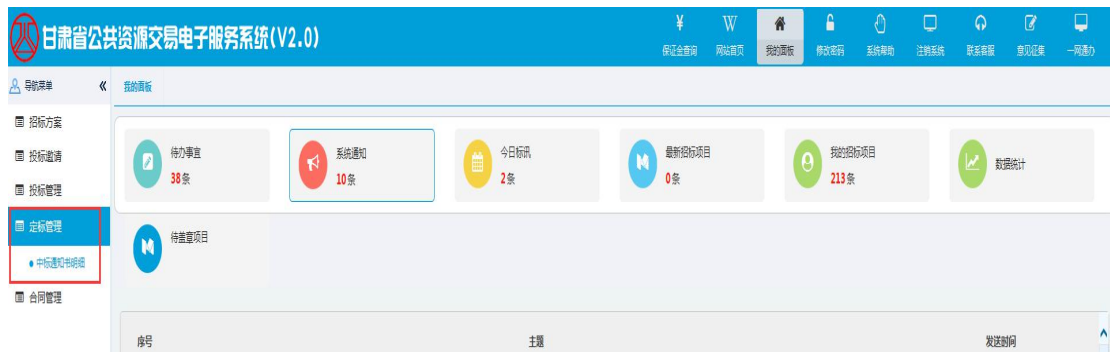 甘肃省公共资源交易电子服务系统(V2.0)
保证金查询 网站首页 我的面板 修改密码 系统帮助 注销系统 联系客服 意见征集 一网通办
导航菜单 «
我的面板
招标方案
投标邀请
投标管理
定标管理
中标通知书明细
合同管理
待办事宜
38条
系统通知
10条
今日标讯
2条
最新招标项目
0条
我的招标项目
213条
数据统计
待盖章项目
序号 主题 发送时间